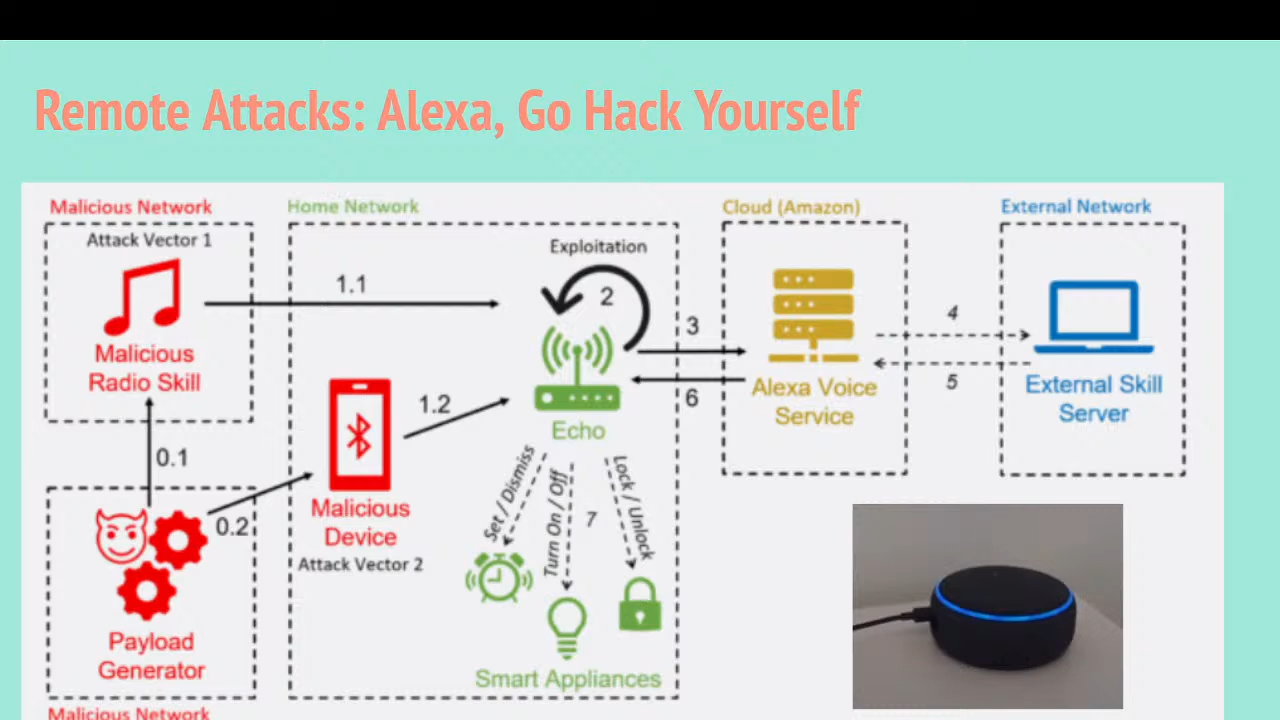 Remote Attacks: Alexa, Go Hack Yourself
Malicious Network
Home Network
Cloud (Amazon)
External Network
Attack Vector 1
Exploitation
1.1
2
3
4
Malicious
Radio Skill
5
6
Alexa Voice
Service
External Skill
Server
1.2
Echo
0.1
0.2
Malicious
Device
Attack Vector 2
Set / Dismiss
Turn On / Off
7
Lock / Unlock
Payload
Generator
Smart Appliances
Malicious Network